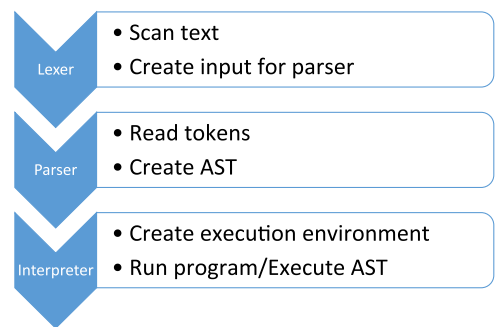 Lexer
• Scan text
• Create input for parser
Parser
• Read tokens
• Create AST
Interpreter
• Create execution environment
• Run program/Execute AST